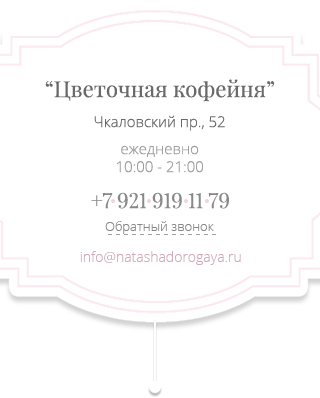 “Цветочная кофейня”
Чкаловский пр., 52
ежедневно
10:00 - 21:00
+7·921·919·11·79
Обратный звонок
info@natashadorogaya.ru